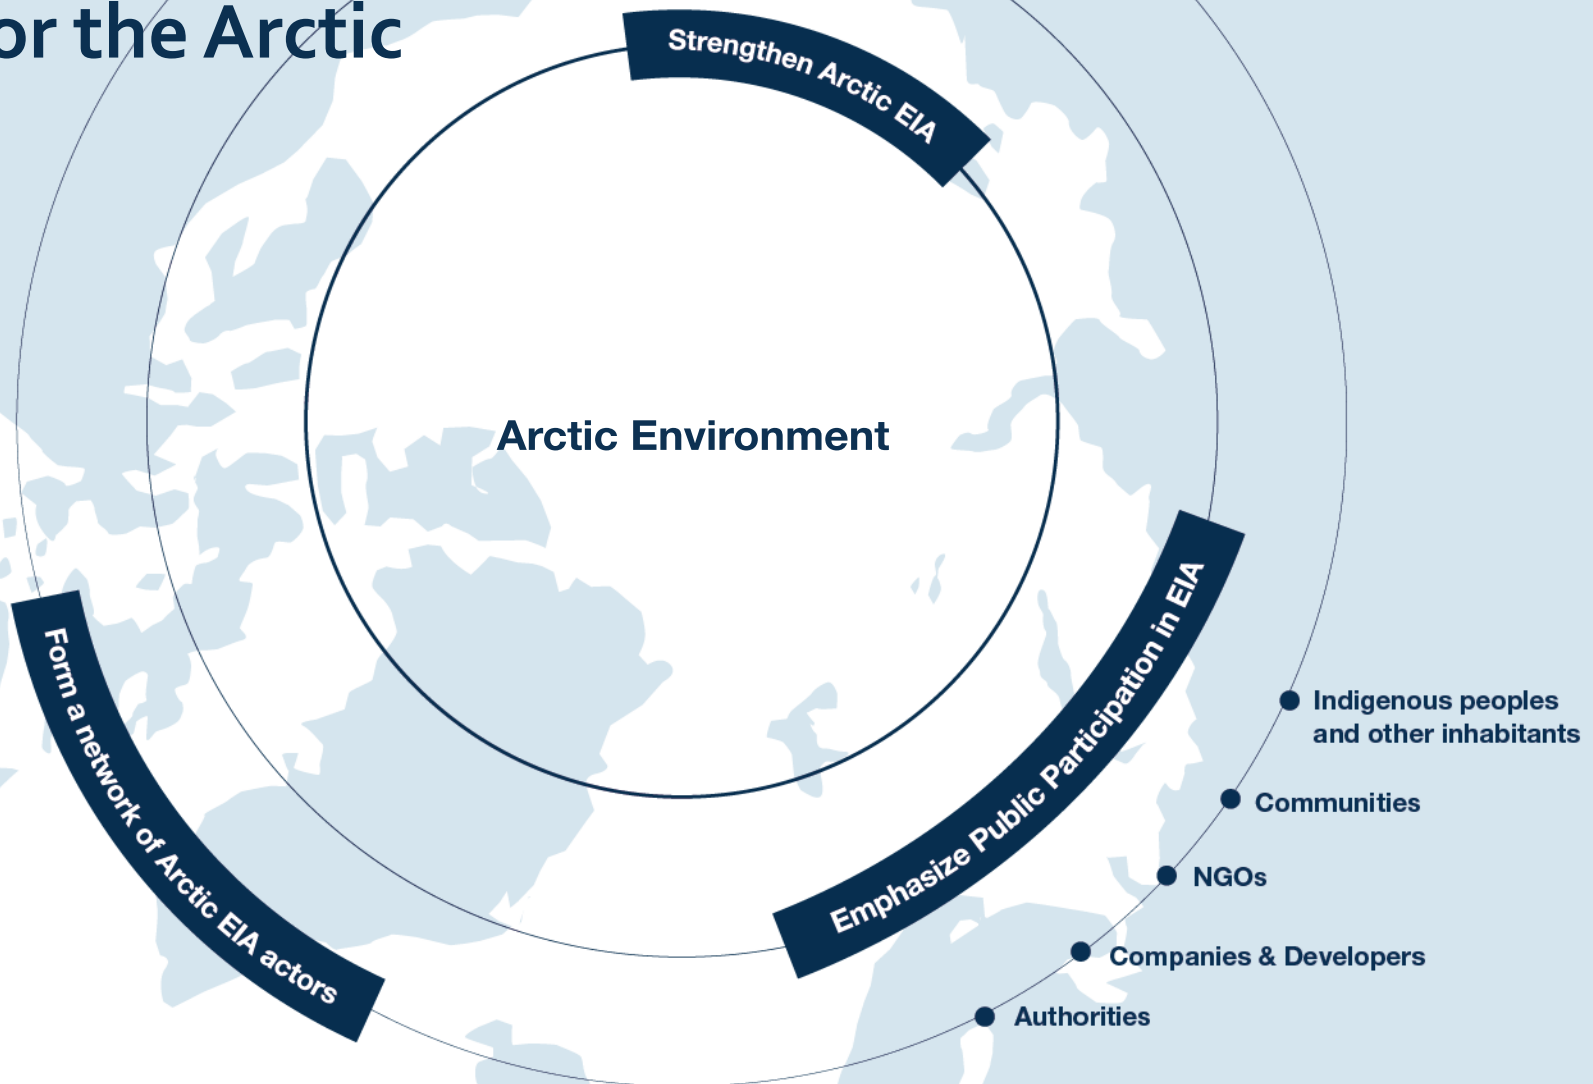 or the Arctic
Strengthen Arctic EIA
Arctic Environment
Emphasize Public Participation in EIA
Form a network of Arctic EIA actors
Indigenous peoples
and other inhabitants
Communities
NGOs
Companies & Developers
Authorities